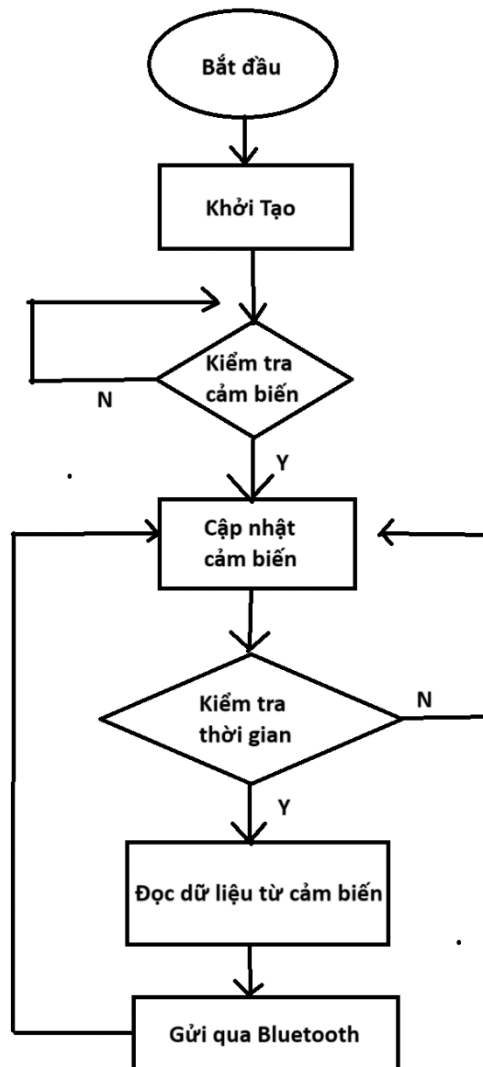 Bắt đầu
Khởi Tạo
Kiểm tra
cảm biến
N
Y
Cập nhật
cảm biến
Kiểm tra
thời gian
N
Y
Đọc dữ liệu từ cảm biến
Gửi qua Bluetooth